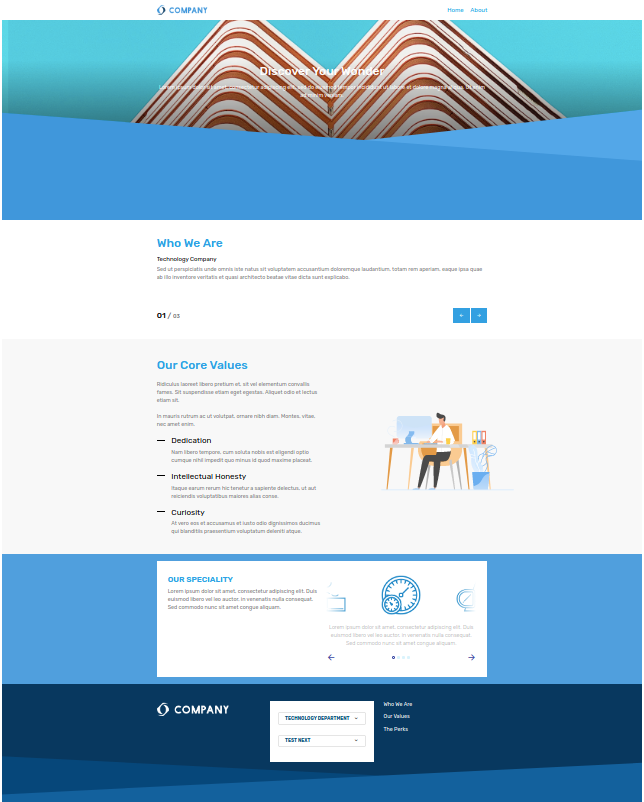 COMPANY
Home About
Discover Your Wonder
Lorem ipsum dolor sit amet, consectetur adipiscing elit, sed do eiusmod tempor incididunt ut labore et dolore magna aliqua. Ut enim
Who We Are
Technology Company
Sed ut perspiciatis unde omnis iste natus sit voluptatem accusantium doloremque laudantium, totam rem aperiam, eaque ipsa quae
ab illo inventore veritatis et quasi architecto beatae vitae dicta sunt explicabo.
01 / 03
Our Core Values
Ridiculus laoreet libero pretium et, sit vel elementum convallis
fames. Sit suspendisse etiam eget egestas. Aliquet odio et lectus
etiam sit.
In mauris rutrum ac ut volutpat, ornare nibh diam. Montes, vitae,
nec amet enim.
Dedication
Nam libero tempore, cum soluta nobis est eligendi optio
cumque nihil impedit quo minus id quod maxime placeat.
Intellectual Honesty
Itaque earum rerum hic tenetur a sapiente delectus, ut aut
reiciendis voluptatibus maiores alias conse.
Curiosity
At vero eos et accusamus et iusto odio dignissimos ducimus
qui blanditiis praesentium voluptatum deleniti atque.
OUR SPECIALITY
Lorem ipsum dolor sit amet, consectetur adipiscing elit. Duis
euismod libero vel leo auctor, in venenatis nulla consequat.
Sed commodo nunc sit amet congue aliquam.
Lorem ipsum dolor sit amet, consectetur adipiscing elit. Duis
euismod libero vel leo auctor, in venenatis nulla consequat.
Sed commodo nunc sit amet congue aliquam.
COMPANY
TECHNOLOGY DEPARTMENT
TEST NEXT
Who We Are
Our Values
The Perks